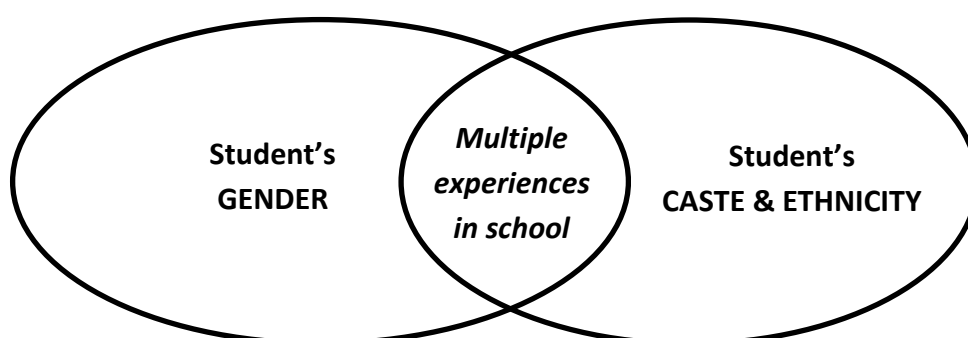 Student’s
GENDER
Multiple
experiences
in school
Student’s
CASTE & ETHNICITY